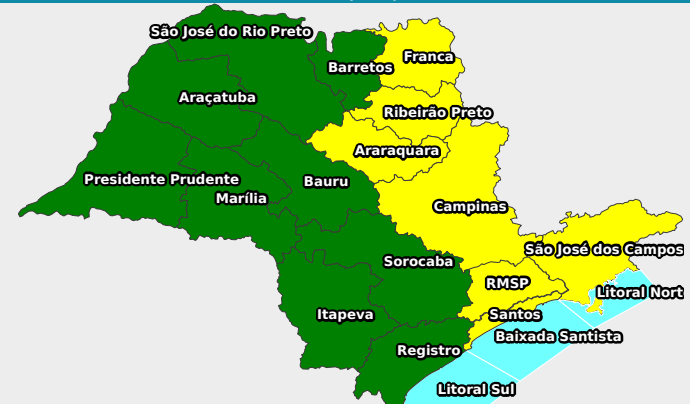 São José do Rio Preto
Franca
Barretos
Araçatuba
Ribeirão Preto
Araraquara
Presidente Prudente
Bauru
Marília
Campinas
São José dos Campos
Sorocaba
RMSP
Litoral Nort
Itapeva
Santos
Baixada Santista
Registro
Litoral Sul